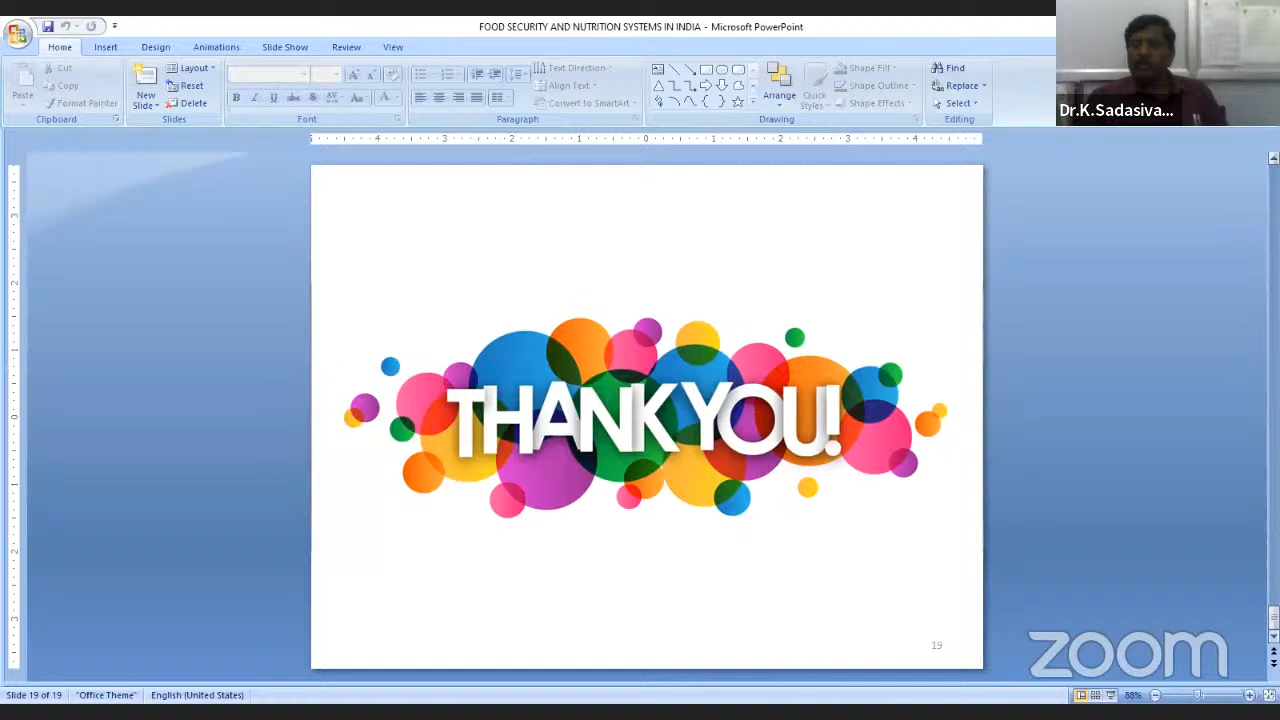 FOOD SECURITY AND NUTRITION SYSTEMS IN INDIA - Microsoft PowerPoint
Home Insert Design Animations Slide Show Review View
Paste
Cut
Copy
Format Painter
Clipboard
New Slide
Layout
Reset
Delete
Slides
Font
Text Direction
Align Text
Convert to SmartArt
Paragraph
Arrange
Quick Styles
Shape Fill
Shape Outline
Shape Effects
Drawing
Find
Replace
Select
Editing
Dr.K.Sadasiva...
THANK YOU!
19
zoom
Slide 19 of 19 "Office Theme" English (United States) 88%